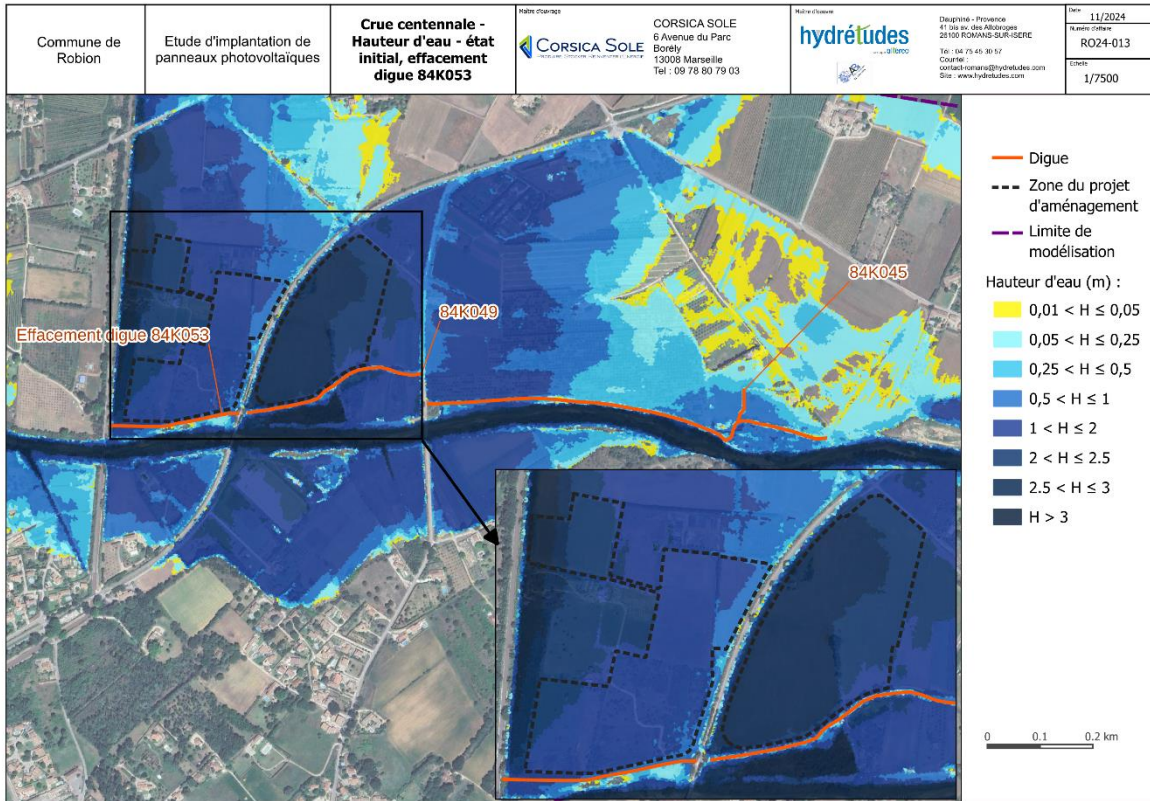 Commune de
Robion
Etude d'implantation de
panneaux photovoltaïques
Crue centennale -
Hauteur d'eau - état
initial, effacement
digue 84K053
Maître d'ouvrage
CORSICA SOLE
CORSICA SOLE
6 Avenue du Parc
Borély
13008 Marseille
Tel : 09 78 80 79 03
Maître d'œuvre
hydrétudes
altereo
Dauphiné - Provence
41 bis av. des Allobroges
26100 ROMANS-SUR-ISERE
Tél : 04 75 45 30 57
Courriel :
contact-romans@hydretudes.com
Site : www.hydretudes.com
Date
11/2024
Numéro d'affaire
RO24-013
Echelle
1/7500
84K045
84K049
Effacement digue 84K053
Digue
Zone du projet
d'aménagement
Limite de
modélisation
Hauteur d'eau (m) :
0,01 < H ≤ 0,05
0,05 < H ≤ 0,25
0,25 < H ≤ 0,5
0,5 < H ≤ 1
1 < H ≤ 2
2 < H ≤ 2.5
2.5 < H ≤ 3
H > 3
0 0.1 0.2 km